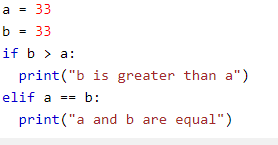 a = 33
b = 33
if b > a:
  print("b is greater than a")
elif a == b:
  print("a and b are equal")